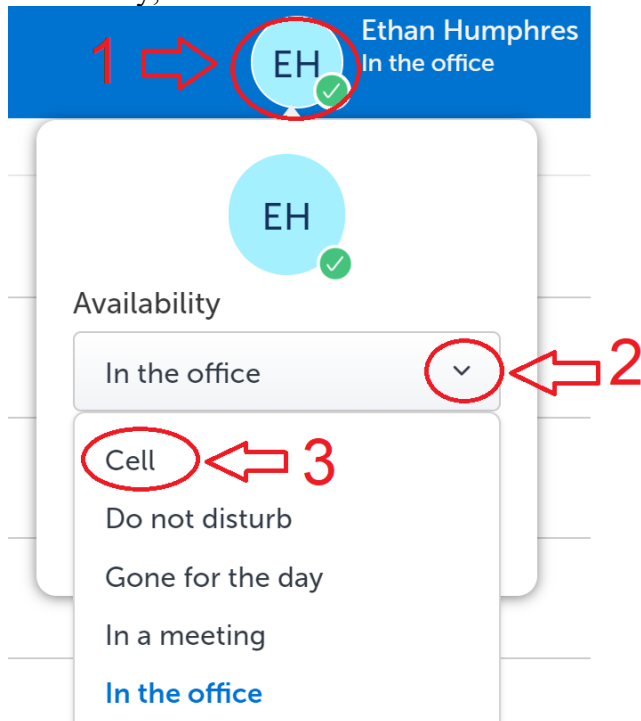 Ethan Humphres
1 EH In the office
EH
Availability
In the office 2
Cell 3
Do not disturb
Gone for the day
In a meeting
In the office